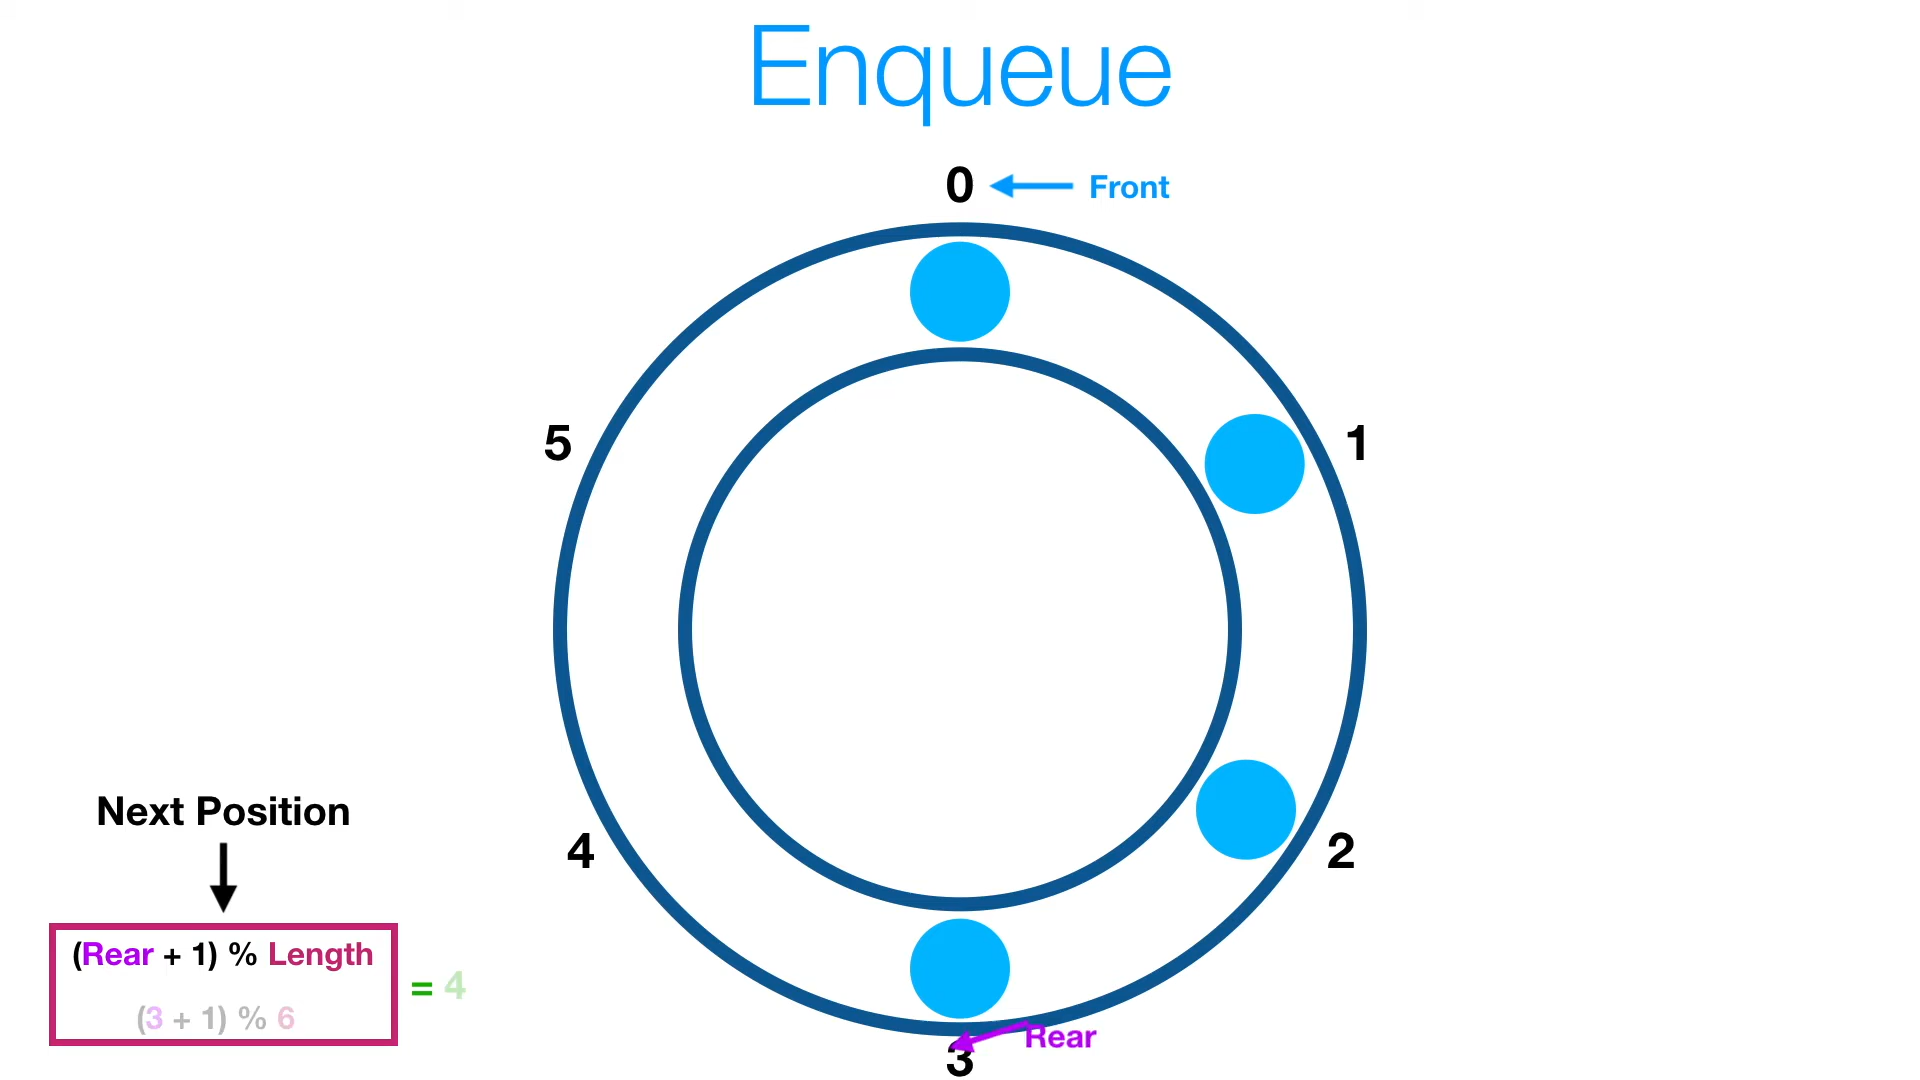 Enqueue
0
Front
5
1
4
2
Next Position
(Rear + 1) % Length
(3 + 1) % 6
= 4
Rear
3